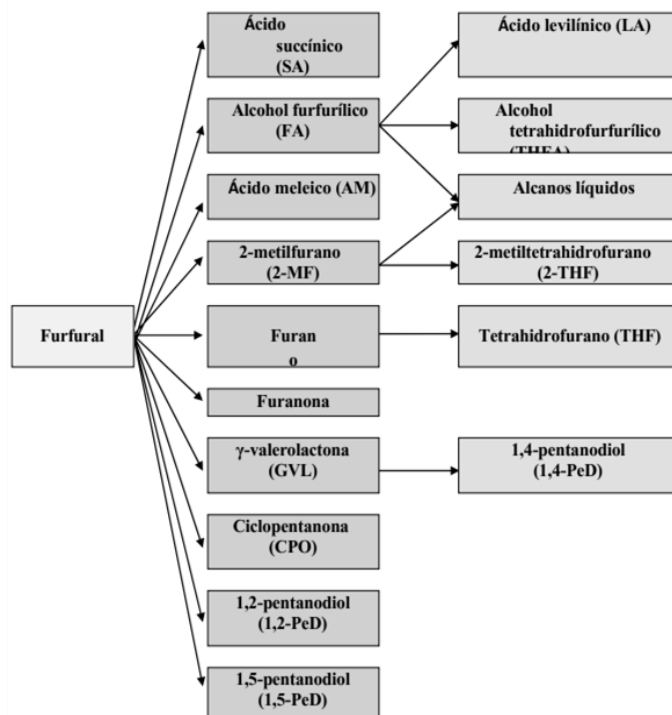 Ácido
succínico
(SA)
Ácido levilínico (LA)
Alcohol furfurílico
(FA)
Alcohol
tetrahidrofurfurílico
(THFA)
Ácido meleico (AM)
Alcanos líquidos
2-metilfurano
(2-MF)
2-metiltetrahidrofurano
(2-THF)
Furfural
Furan
o
Tetrahidrofurano (THF)
Furanona
γ-valerolactona
(GVL)
1,4-pentanodiol
(1,4-PeD)
Ciclopentanona
(CPO)
1,2-pentanodiol
(1,2-PeD)
1,5-pentanodiol
(1,5-PeD)